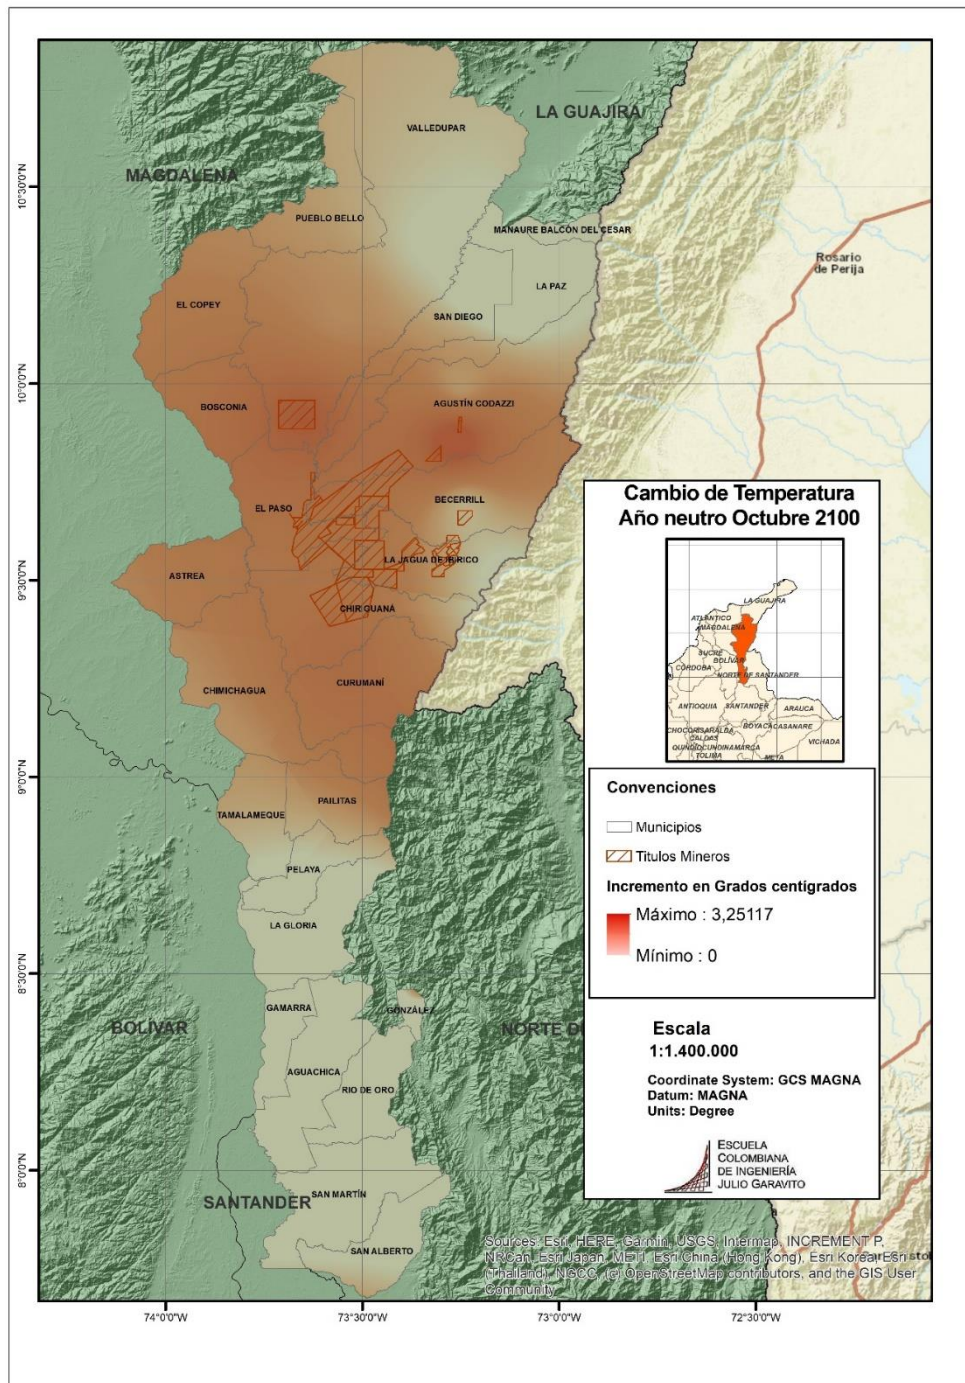 LA GUAJIRA
VALLEDUPAR
MAGDALENA
PUEBLO BELLO
MANAURE BALCÓN DEL CESAR
Rosario
de Perija
LA PAZ
EL COPEY
SAN DIEGO
BOSCONIA
AGUSTÍN CODAZZI
BECERRILL
EL PASO
LA JAGUA DE IBIRICO
ASTREA
CHIRIGUANÁ
CURUMANÍ
CHIMICHAGUA
PAILITAS
TAMALAMEQUE
PELAYA
LA GLORIA
GAMARRA
GONZÁLEZ
BOLIVAR
NORTE DE
AGUACHICA
RIO DE ORO
SANTANDER
SAN MARTÍN
SAN ALBERTO
10°30'0"N
10°0'0"N
9°30'0"N
9°0'0"N
8°30'0"N
8°0'0"N
74°0'0"W
73°30'0"W
73°0'0"W
72°30'0"W
Cambio de Temperatura
Año neutro Octubre 2100
LA GUAJIRA
ATLÁNTICO
MAGDALENA
SUCRE
BOLÍVAR
CÓRDOBA
NORTE DE SANTANDER
ANTIOQUIA
SANTANDER
ARAUCA
BOYACÁ
CASANARE
CHOCÓ
RISARALDA
CALDAS
VICHADA
QUINDÍO
CUNDINAMARCA
TOLIMA
META
Convenciones
Municipios
Titulos Mineros
Incremento en Grados centigrados
Máximo : 3,25117
Mínimo : 0
Escala
1:1.400.000
Coordinate System: GCS MAGNA
Datum: MAGNA
Units: Degree
ESCUELA
COLOMBIANA
DE INGENIERÍA
JULIO GARAVITO
Sources: Esri, HERE, Garmin, USGS, Intermap, INCREMENT P,
NRCan, Esri Japan, METI, Esri China (Hong Kong), Esri Korea, Esri
(Thailand), NGCC, (c) OpenStreetMap contributors, and the GIS User
Community